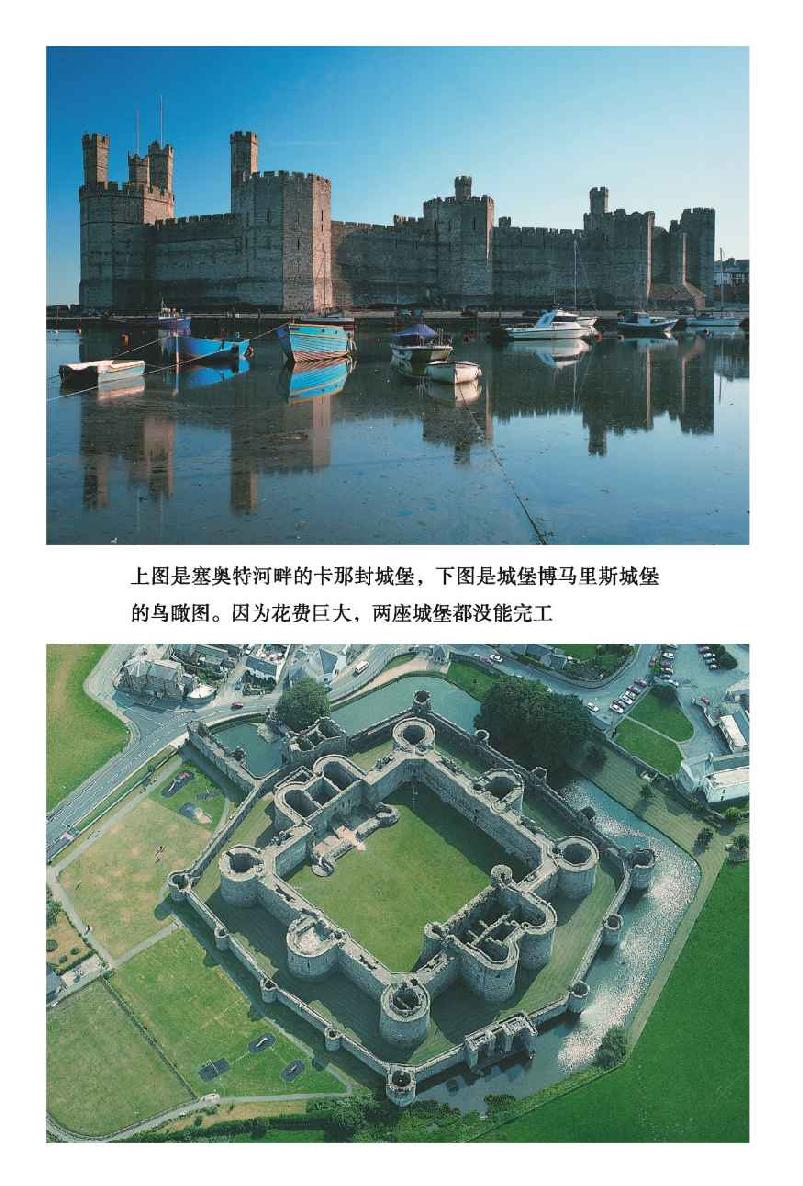 上图是塞奥特河畔的卡那封城堡，下图是城堡博马里斯城堡
的鸟瞰图。因为花费巨大，两座城堡都没能完工